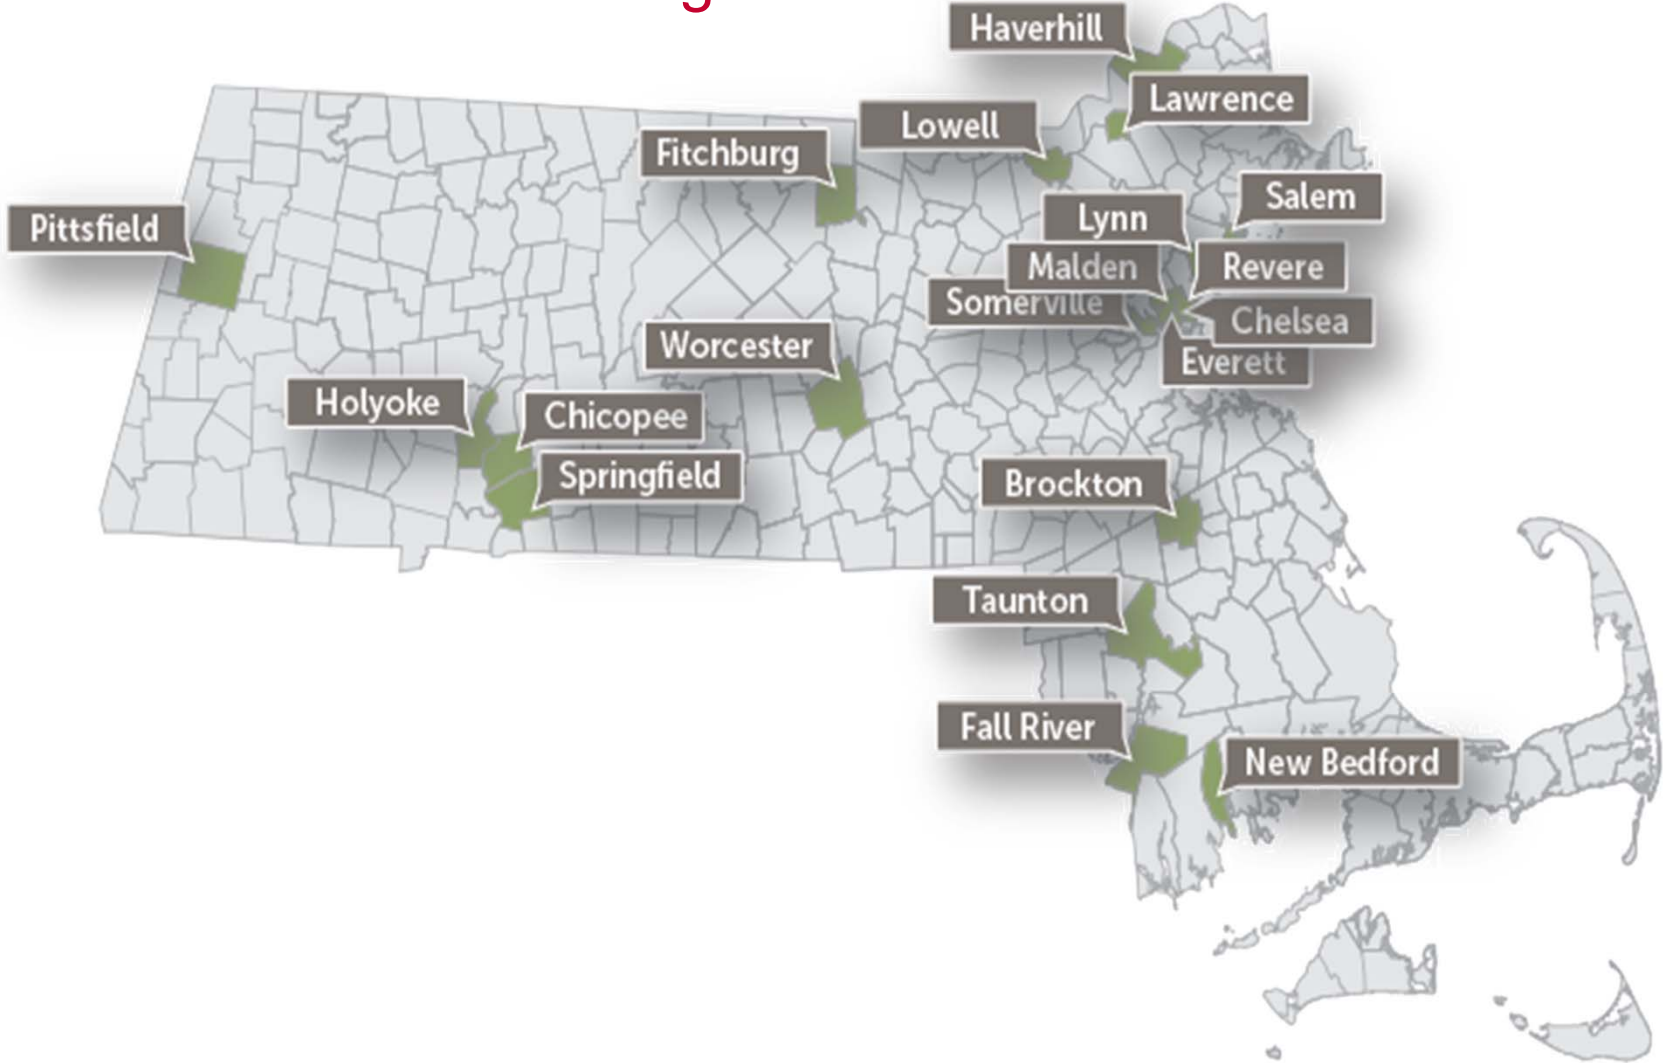 Haverhill
Lawrence
Lowell
Fitchburg
Salem
Lynn
Pittsfield
Malden
Revere
Somerville
Chelsea
Everett
Worcester
Holyoke
Chicopee
Springfield
Brockton
Taunton
Fall River
New Bedford